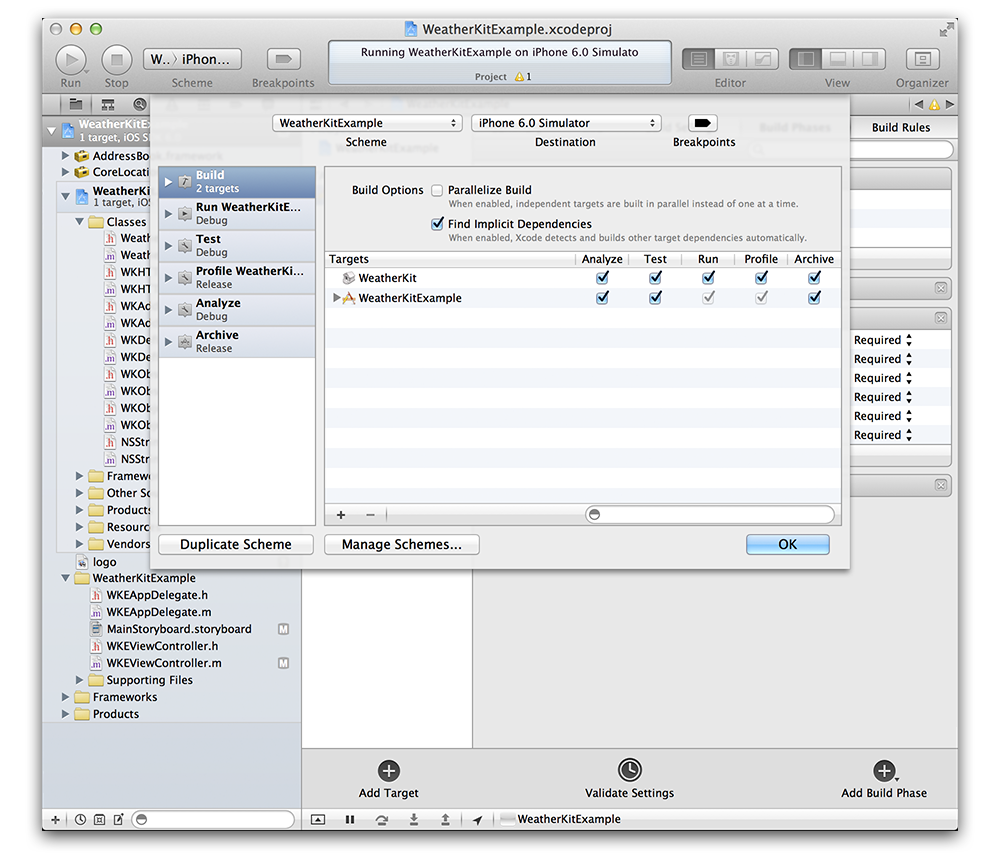 WeatherKitExample.xcodeproj
W.. 〉 iPhon...
Running WeatherKitExample on iPhone 6.0 Simulato
Project 1
Run Stop Scheme Breakpoints Editor View Organizer
WeatherKitE
1 target, iOS S
AddressBo
CoreLocati
WeatherKi
1 target, iO
Classes
Weath
Weath
WKHT
WKHT
WKAd
WKAd
WKDe
WKDe
WKOb
WKOb
WKOb
WKOb
NSStr
NSStr
Framew
Other So
Products
Resourc
Vendors
logo
WeatherKitExample
WKEAppDelegate.h
WKEAppDelegate.m
MainStoryboard.storyboard M
WKEViewController.h
WKEViewController.m M
Supporting Files
Frameworks
Products
WeatherKitExample iPhone 6.0 Simulator
Scheme Destination Breakpoints
Build
2 targets
Run WeatherKitE...
Debug
Test
Debug
Profile WeatherKi...
Release
Analyze
Debug
Archive
Release
Build Options Parallelize Build
When enabled, independent targets are built in parallel instead of one at a time.
Find Implicit Dependencies
When enabled, Xcode detects and builds other target dependencies automatically.
Targets Analyze Test Run Profile Archive
WeatherKit
WeatherKitExample
Duplicate Scheme Manage Schemes... OK
Build Phases Build Rules
Required
Required
Required
Required
Required
Required
Add Target Validate Settings Add Build Phase
WeatherKitExample